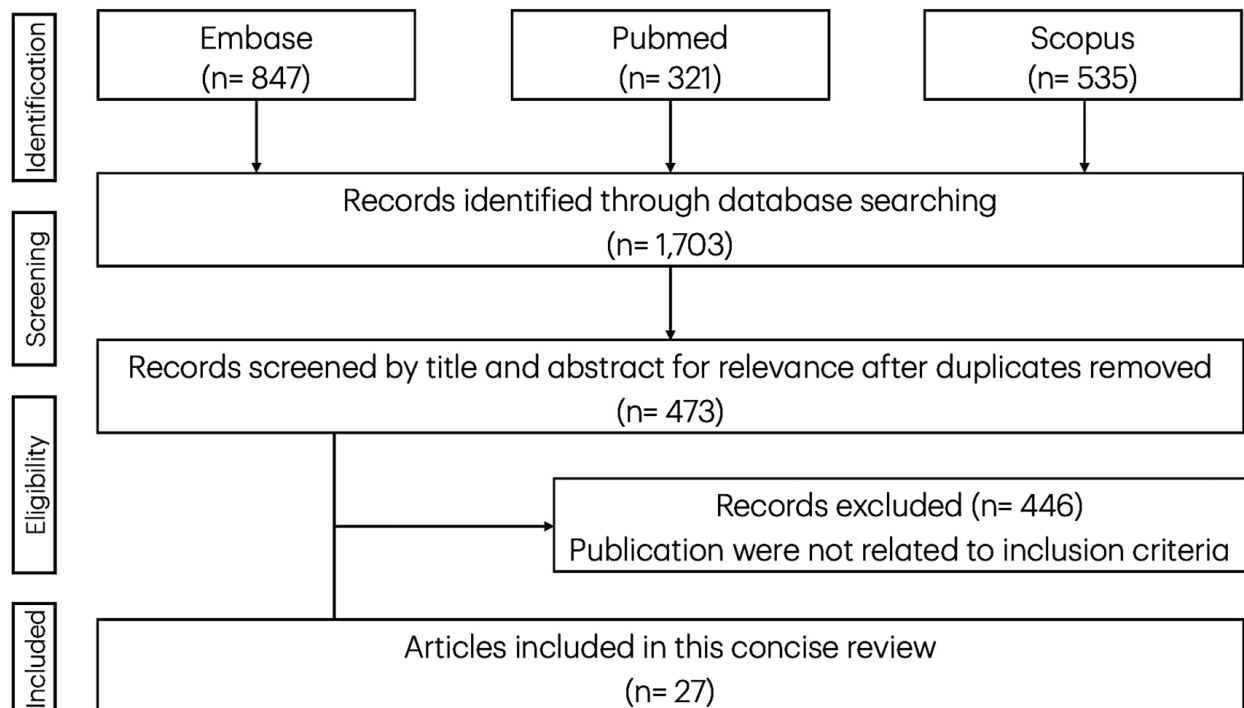 Identification
Embase
(n= 847)
Pubmed
(n= 321)
Scopus
(n= 535)
Records identified through database searching
(n= 1,703)
Screening
Records screened by title and abstract for relevance after duplicates removed
(n= 473)
Eligibility
Records excluded (n= 446)
Publication were not related to inclusion criteria
Included
Articles included in this concise review
(n= 27)